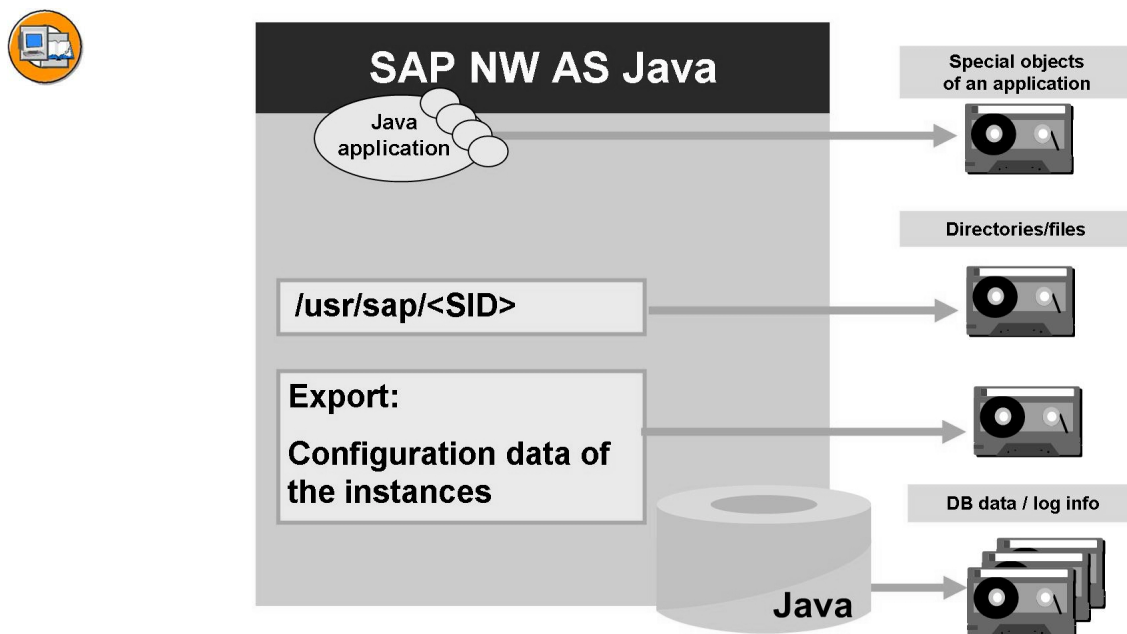 SAP NW AS Java
Special objects
of an application
Java
application
Directories/files
/usr/sap/<SID>
Export:
Configuration data of
the instances
DB data / log info
Java